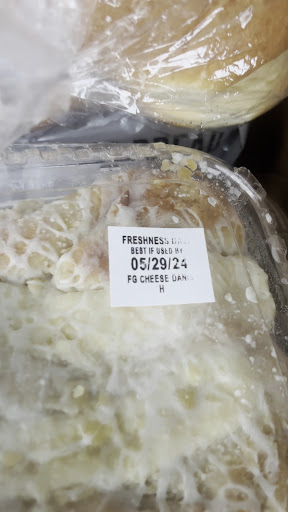 FRESHNESS
BEST IF USED BY
05/29/24
FG CHEESE
H